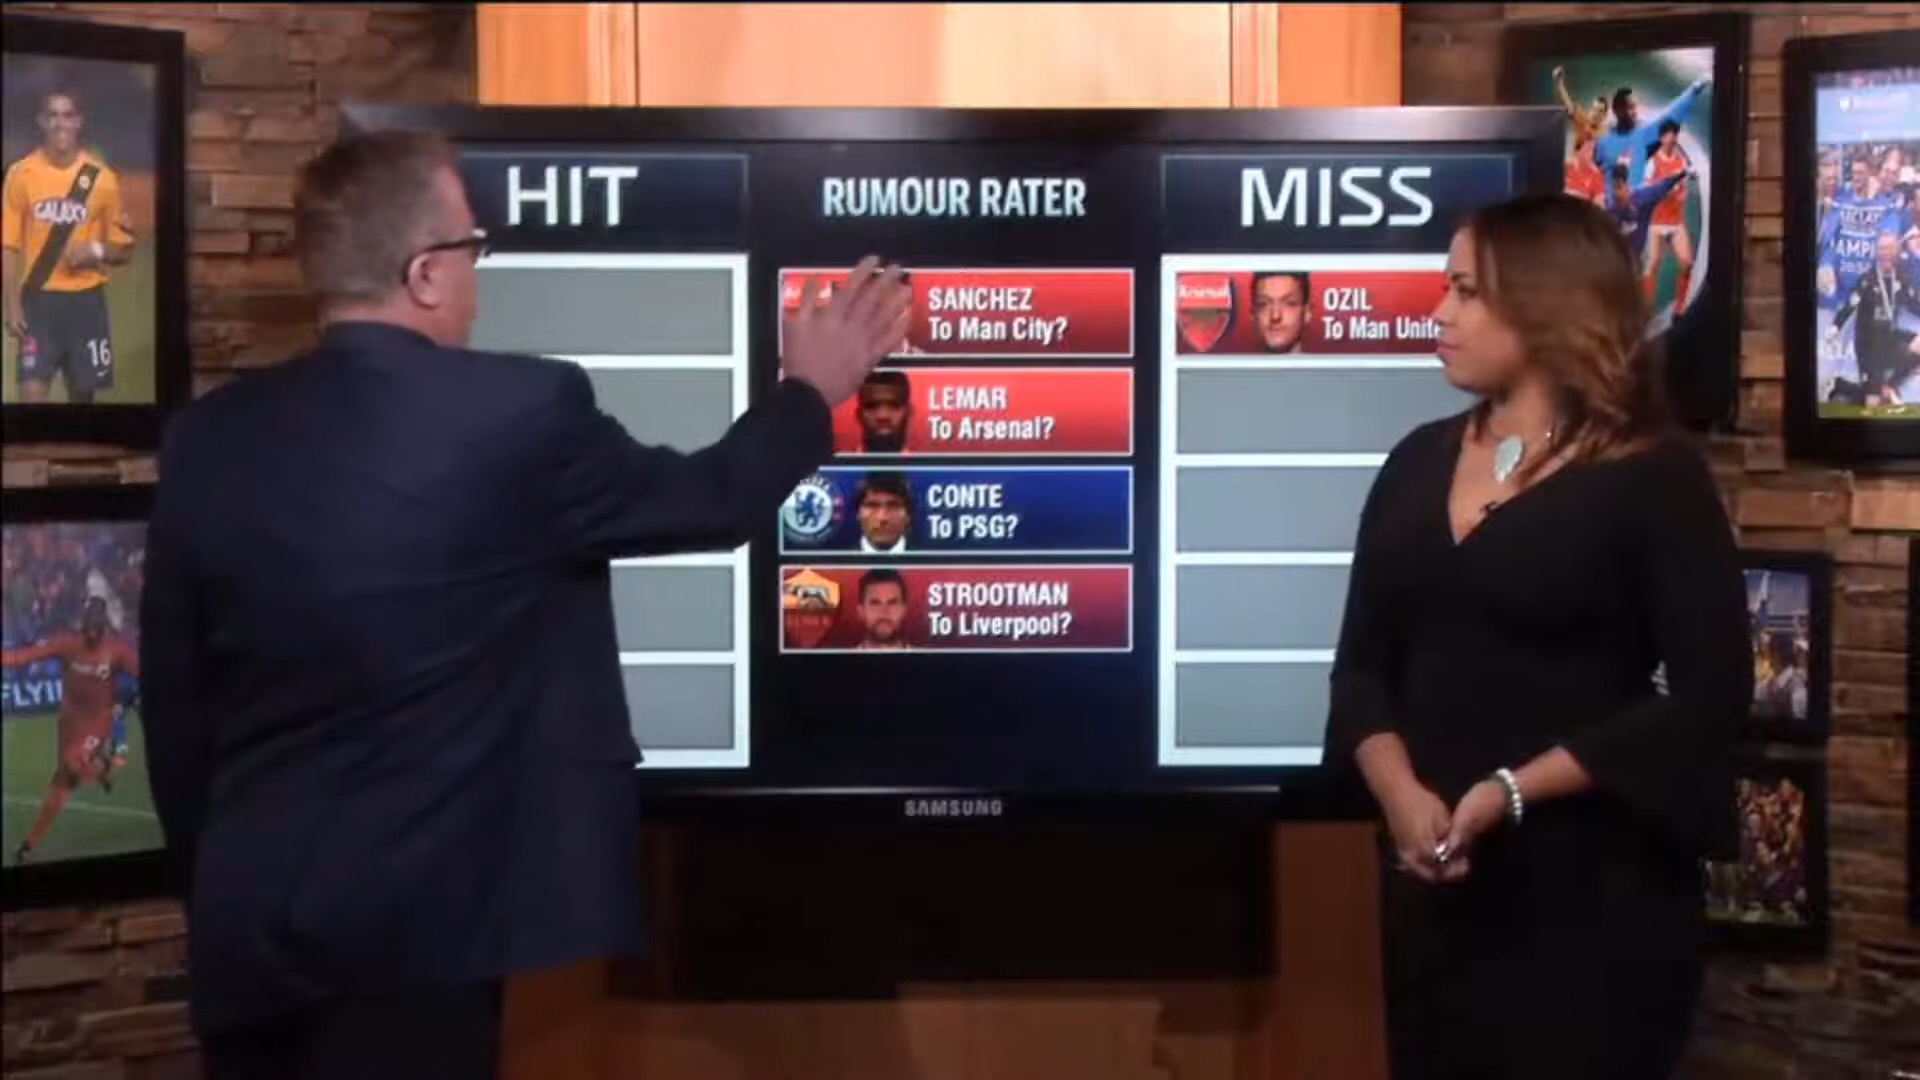 HIT
RUMOUR RATER
MISS
SANCHEZ
To Man City?
LEMAR
To Arsenal?
CONTE
To PSG?
STROOTMAN
To Liverpool?
Arsenal
OZIL
To Man
SAMSUNG
GALAXY
16